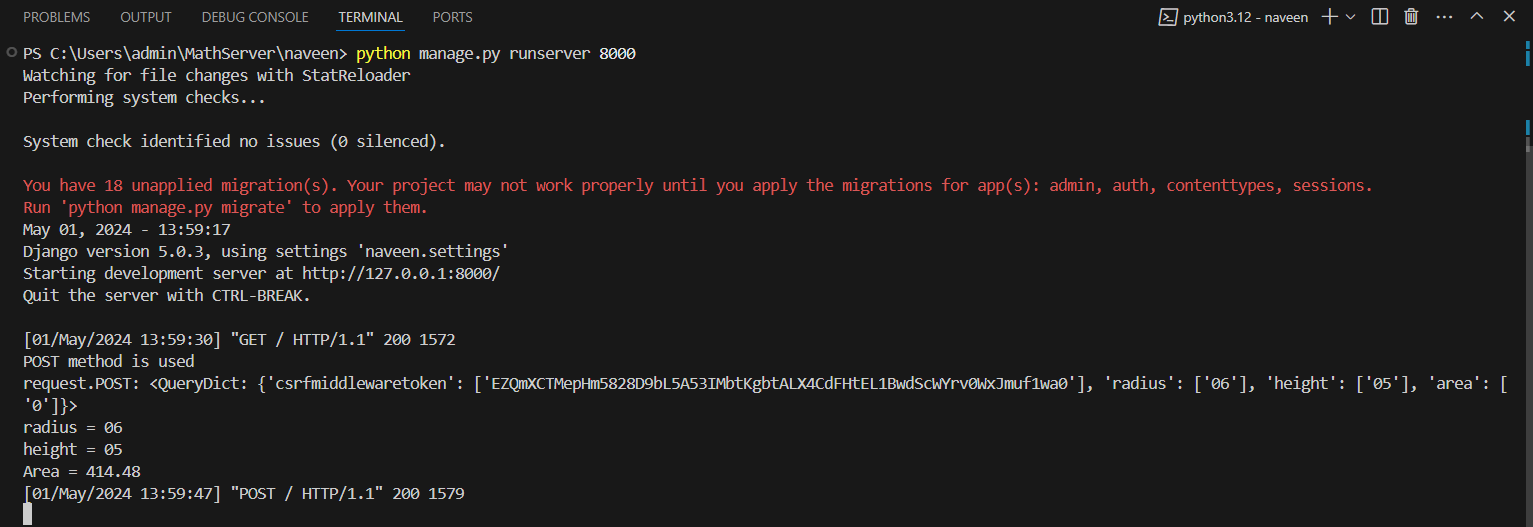 PROBLEMS OUTPUT DEBUG CONSOLE TERMINAL PORTS python3.12 - naveen
PS C:\Users\admin\MathServer\naveen> python manage.py runserver 8000
Watching for file changes with StatReloader
Performing system checks...
System check identified no issues (0 silenced).
You have 18 unapplied migration(s). Your project may not work properly until you apply the migrations for app(s): admin, auth, contenttypes, sessions.
Run 'python manage.py migrate' to apply them.
May 01, 2024 - 13:59:17
Django version 5.0.3, using settings 'naveen.settings'
Starting development server at http://127.0.0.1:8000/
Quit the server with CTRL-BREAK.
[01/May/2024 13:59:30] "GET / HTTP/1.1" 200 1572
POST method is used
request.POST: <QueryDict: {'csrfmiddlewaretoken': ['EZQmXCTMepHm5828D9bL5A53IMbtKgbtALX4CdFHtEL1BwdScWYrv0WxJmuf1wa0'], 'radius': ['06'], 'height': ['05'], 'area': [
'0']}>
radius = 06
height = 05
Area = 414.48
[01/May/2024 13:59:47] "POST / HTTP/1.1" 200 1579